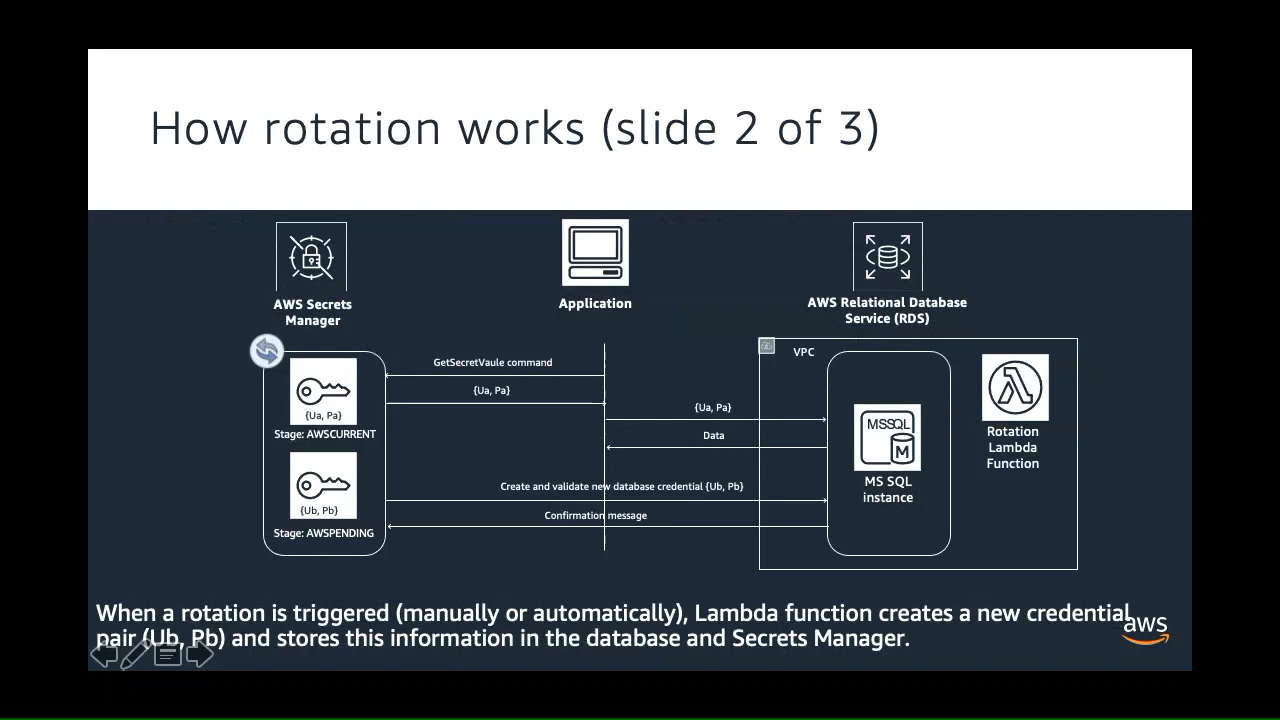 How rotation works (slide 2 of 3)
AWS Secrets
Manager
Application
AWS Relational Database
Service (RDS)
VPC
GetSecretVaule command
{Ua, Pa}
{Ua, Pa}
Stage: AWSCURRENT
{Ua, Pa}
Data
MSSQL
M
MS SQL
instance
Rotation
Lambda
Function
{Ub, Pb}
Stage: AWSPENDING
Create and validate new database credential {Ub, Pb}
Confirmation message
When a rotation is triggered (manually or automatically), Lambda function creates a new credential
pair (Ub, Pb) and stores this information in the database and Secrets Manager.
aws